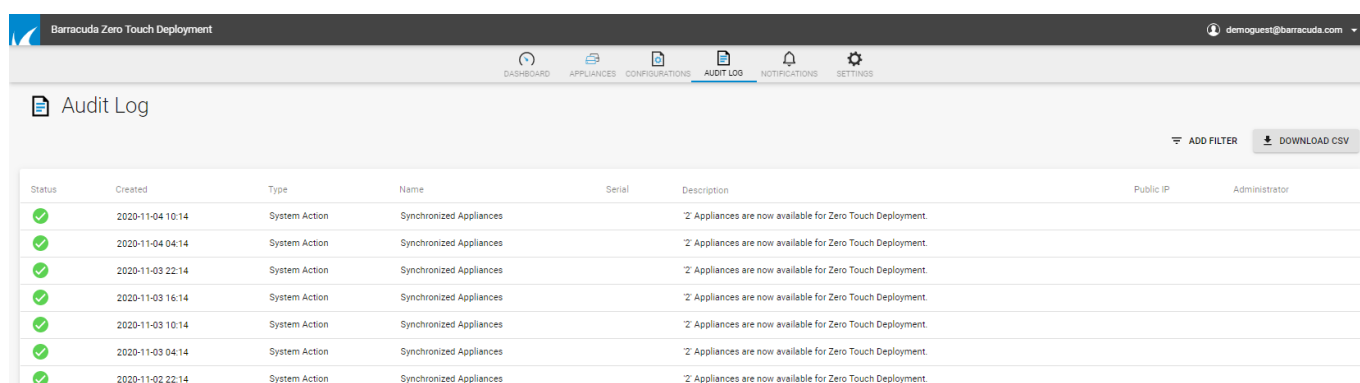 Barracuda Zero Touch Deployment demoguest@barracuda.com
DASHBOARD APPLIANCES CONFIGURATIONS AUDIT LOG NOTIFICATIONS SETTINGS
Audit Log
ADD FILTER DOWNLOAD CSV
Status Created Type Name Serial Description Public IP Administrator
2020-11-04 10:14 System Action Synchronized Appliances '2' Appliances are now available for Zero Touch Deployment.
2020-11-04 04:14 System Action Synchronized Appliances '2' Appliances are now available for Zero Touch Deployment.
2020-11-03 22:14 System Action Synchronized Appliances '2' Appliances are now available for Zero Touch Deployment.
2020-11-03 16:14 System Action Synchronized Appliances '2' Appliances are now available for Zero Touch Deployment.
2020-11-03 10:14 System Action Synchronized Appliances '2' Appliances are now available for Zero Touch Deployment.
2020-11-03 04:14 System Action Synchronized Appliances '2' Appliances are now available for Zero Touch Deployment.
2020-11-02 22:14 System Action Synchronized Appliances '2' Appliances are now available for Zero Touch Deployment.